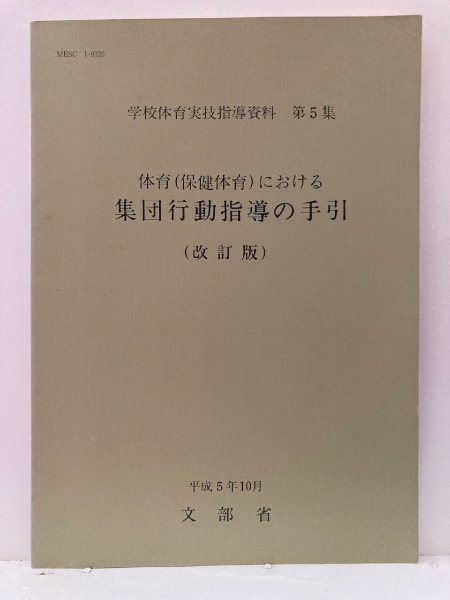 MESC 1-9320
学校体育実技指導資料 第5集
体育(保健体育)における
集団行動指導の手引
(改訂版)
平成5年10月
文部省